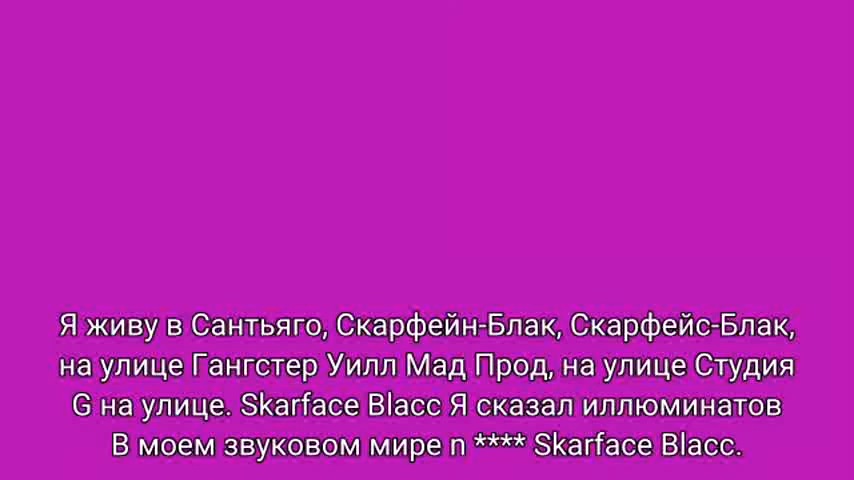 Я живу в Сантьяго, Скарфейн-Блак, Скарфейс-Блак,
на улице Гангстер Уилл Мад Прод, на улице Студия
G на улице. Skarface Blacc Я сказал иллюминатов
В моем звуковом мире n **** Skarface Blacc.